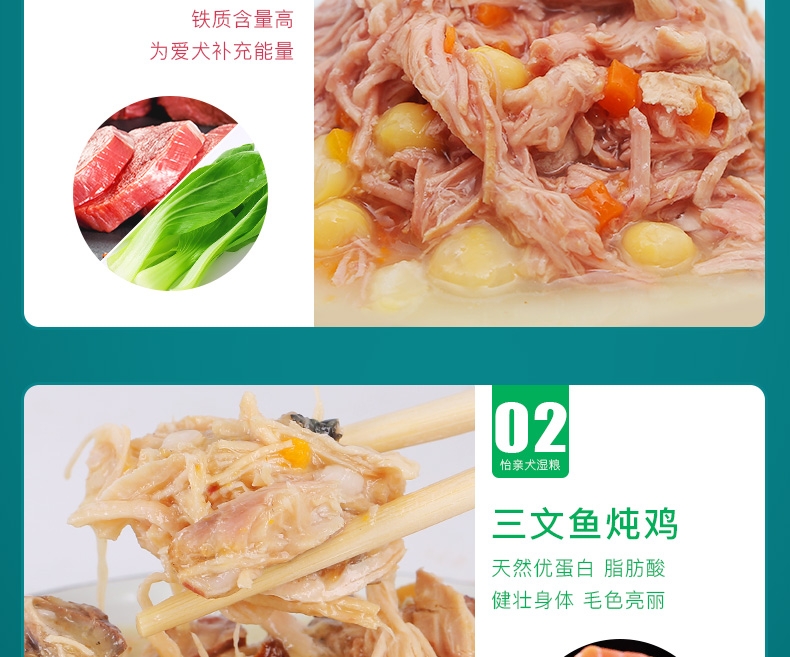 铁质含量高
为爱犬补充能量
02
怡亲犬湿粮
三文鱼炖鸡
天然优蛋白 脂肪酸
健壮身体 毛色亮丽